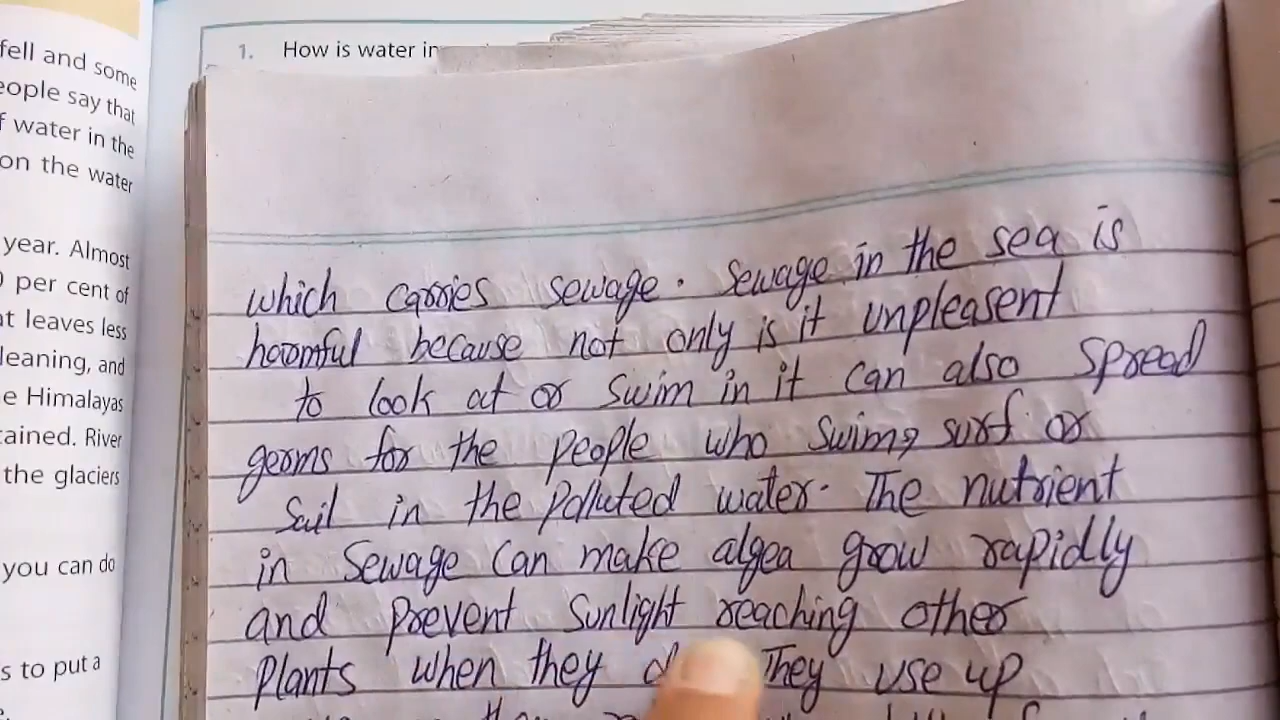 fell and some
eople say that
f water in the
on the water
year. Almost
per cent of
at leaves less
leaning, and
e Himalayas
tained. River
the glaciers
you can do
s to put a
1. How is water in
which carries sewage. Sewage in the sea is
harmful because not only is it unpleasent
to look at or swim in it can also spread
germs for the people who swim, surf or
Sail in the polluted water. The nutrient
in Sewage can make algea grow rapidly
and prevent sunlight reaching other
plants when they They use up